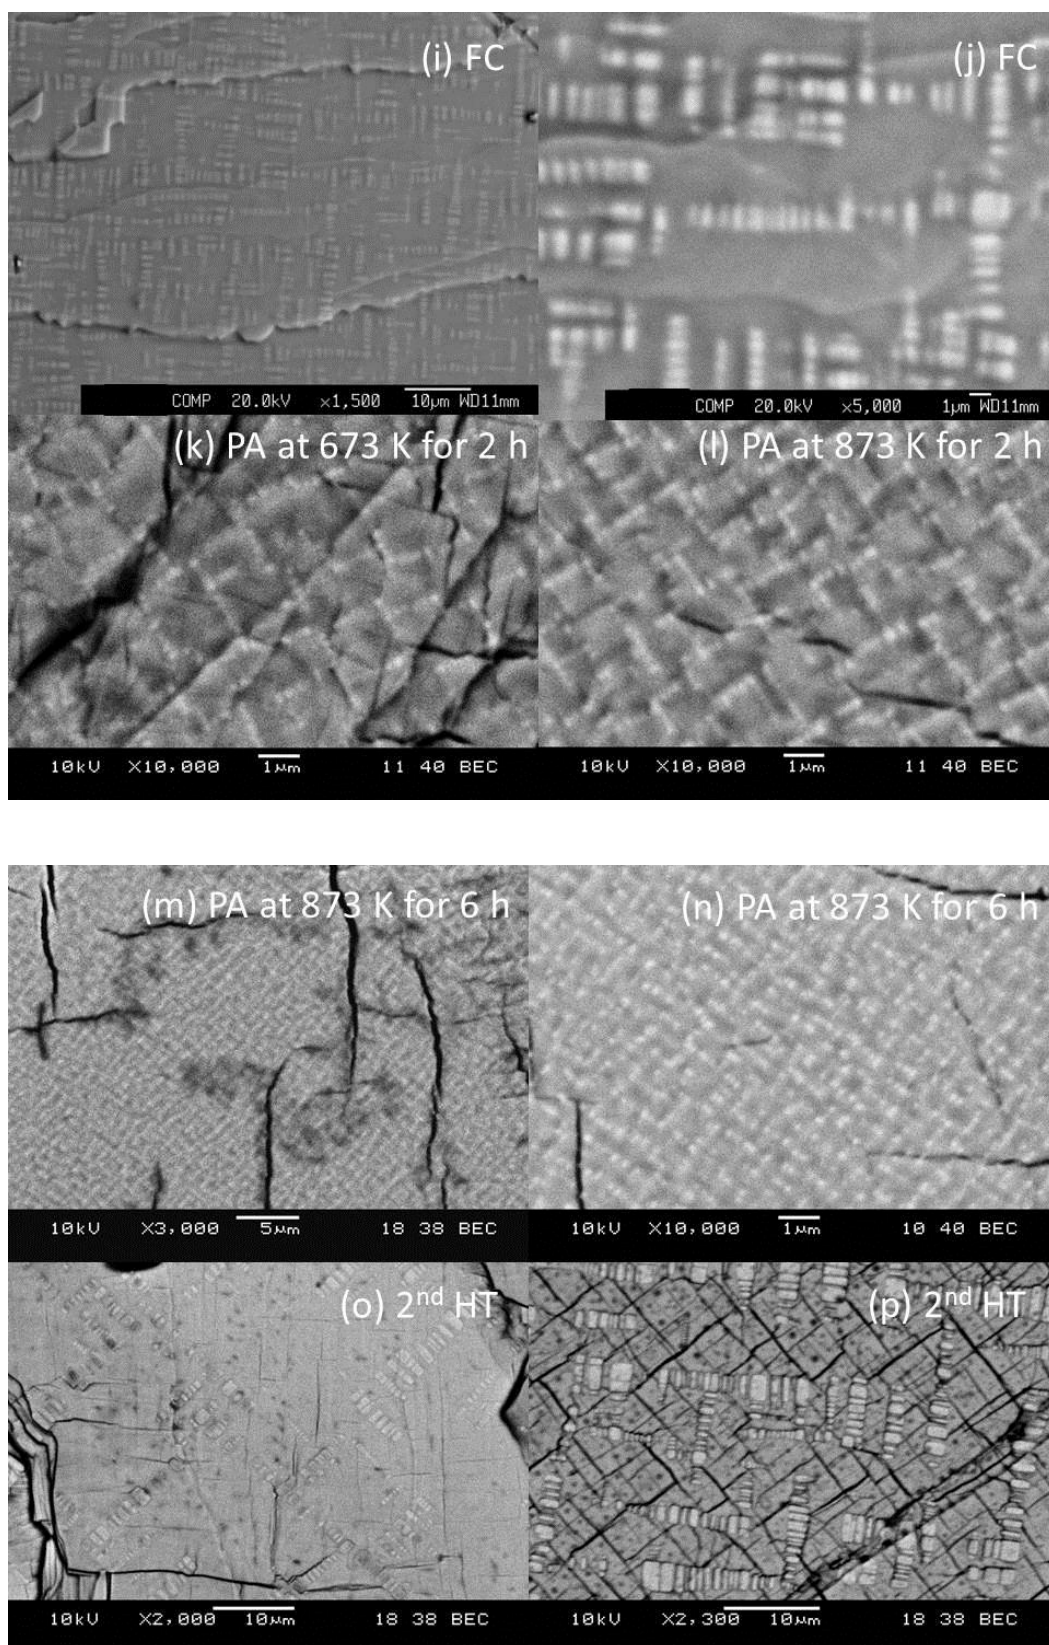 (i) FC
(j) FC
COMP 20.0kV ×1,500 10µm WD11mm
COMP 20.0kV ×5,000 1µm WD11mm
(k) PA at 673 K for 2 h
(l) PA at 873 K for 2 h
10kV X10,000 1µm 11 40 BEC
10kV X10,000 1µm 11 40 BEC
(m) PA at 873 K for 6 h
(n) PA at 873 K for 6 h
10kV X3,000 5µm 18 38 BEC
10kV X10,000 1µm 10 40 BEC
(o) 2nd HT
(p) 2nd HT
10kV X2,000 10µm 18 38 BEC
10kV X2,300 10µm 18 38 BEC